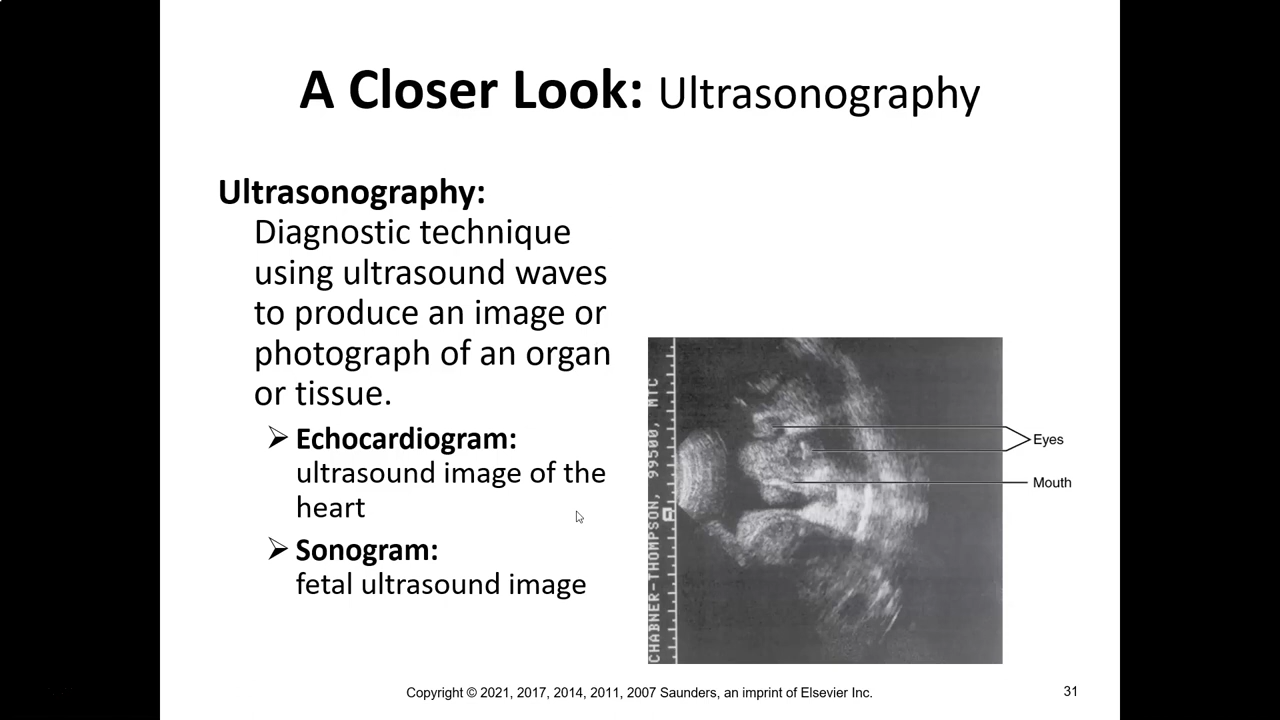 A Closer Look: Ultrasonography
Ultrasonography:
Diagnostic technique
using ultrasound waves
to produce an image or
photograph of an organ
or tissue.
Echocardiogram:
ultrasound image of the
heart
Sonogram:
fetal ultrasound image
CHABNER-THOMPSON, 99500, MTC
Eyes
Mouth
Copyright © 2021, 2017, 2014, 2011, 2007 Saunders, an imprint of Elsevier Inc.
31